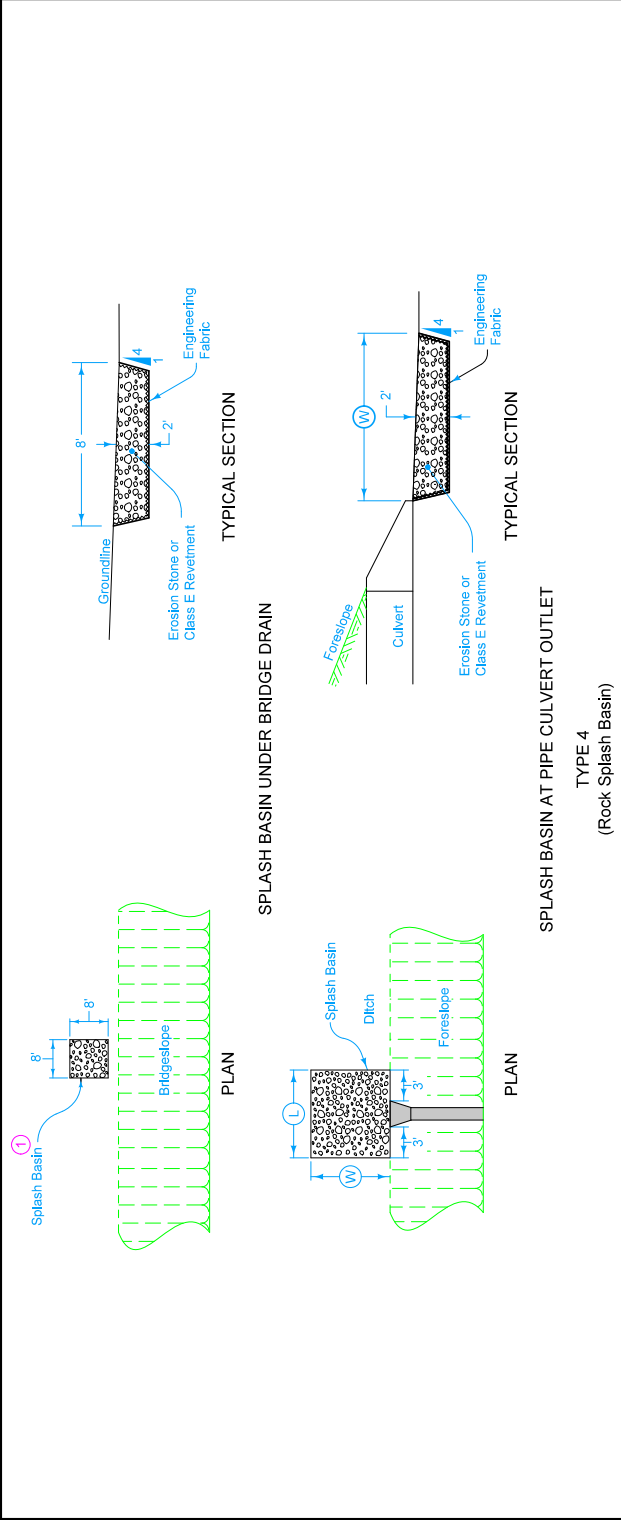 1
Splash Basin
8'
8'
Bridgeslope
PLAN
8'
Groundline
4
1
2'
Engineering
Fabric
Erosion Stone or
Class E Revetment
TYPICAL SECTION
SPLASH BASIN UNDER BRIDGE DRAIN
L
W
3'
3'
Splash Basin
Ditch
Foreslope
PLAN
W
2'
4
1
Foreslope
Culvert
Engineering
Fabric
Erosion Stone or
Class E Revetment
TYPICAL SECTION
SPLASH BASIN AT PIPE CULVERT OUTLET
TYPE 4
(Rock Splash Basin)